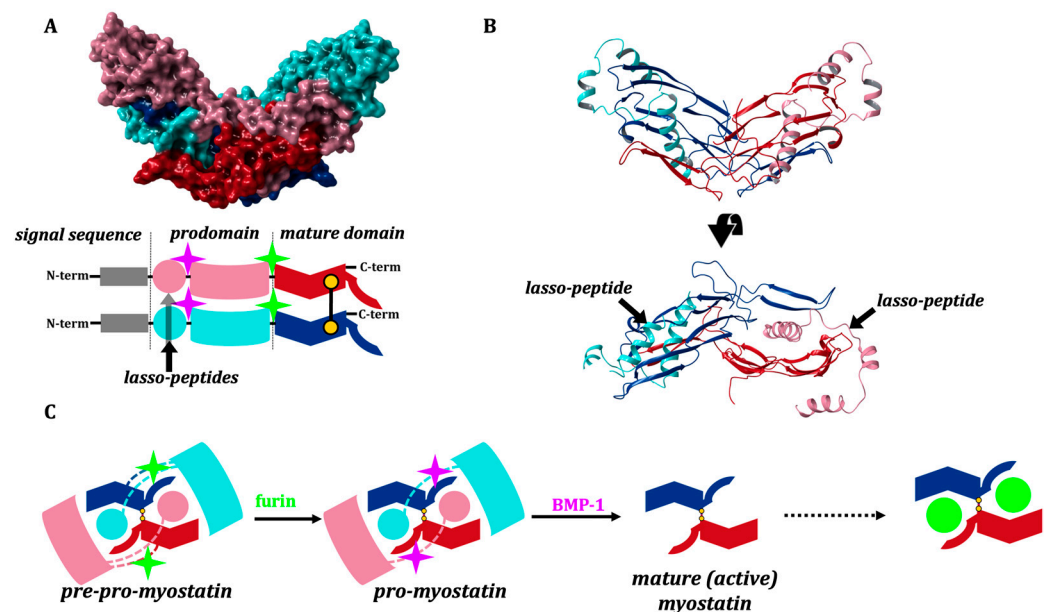 A
B
signal sequence
prodomain
mature domain
N-term
C-term
N-term
C-term
lasso-peptides
lasso-peptide
lasso-peptide
C
furin
BMP-1
pre-pro-myostatin
pro-myostatin
mature (active)
myostatin